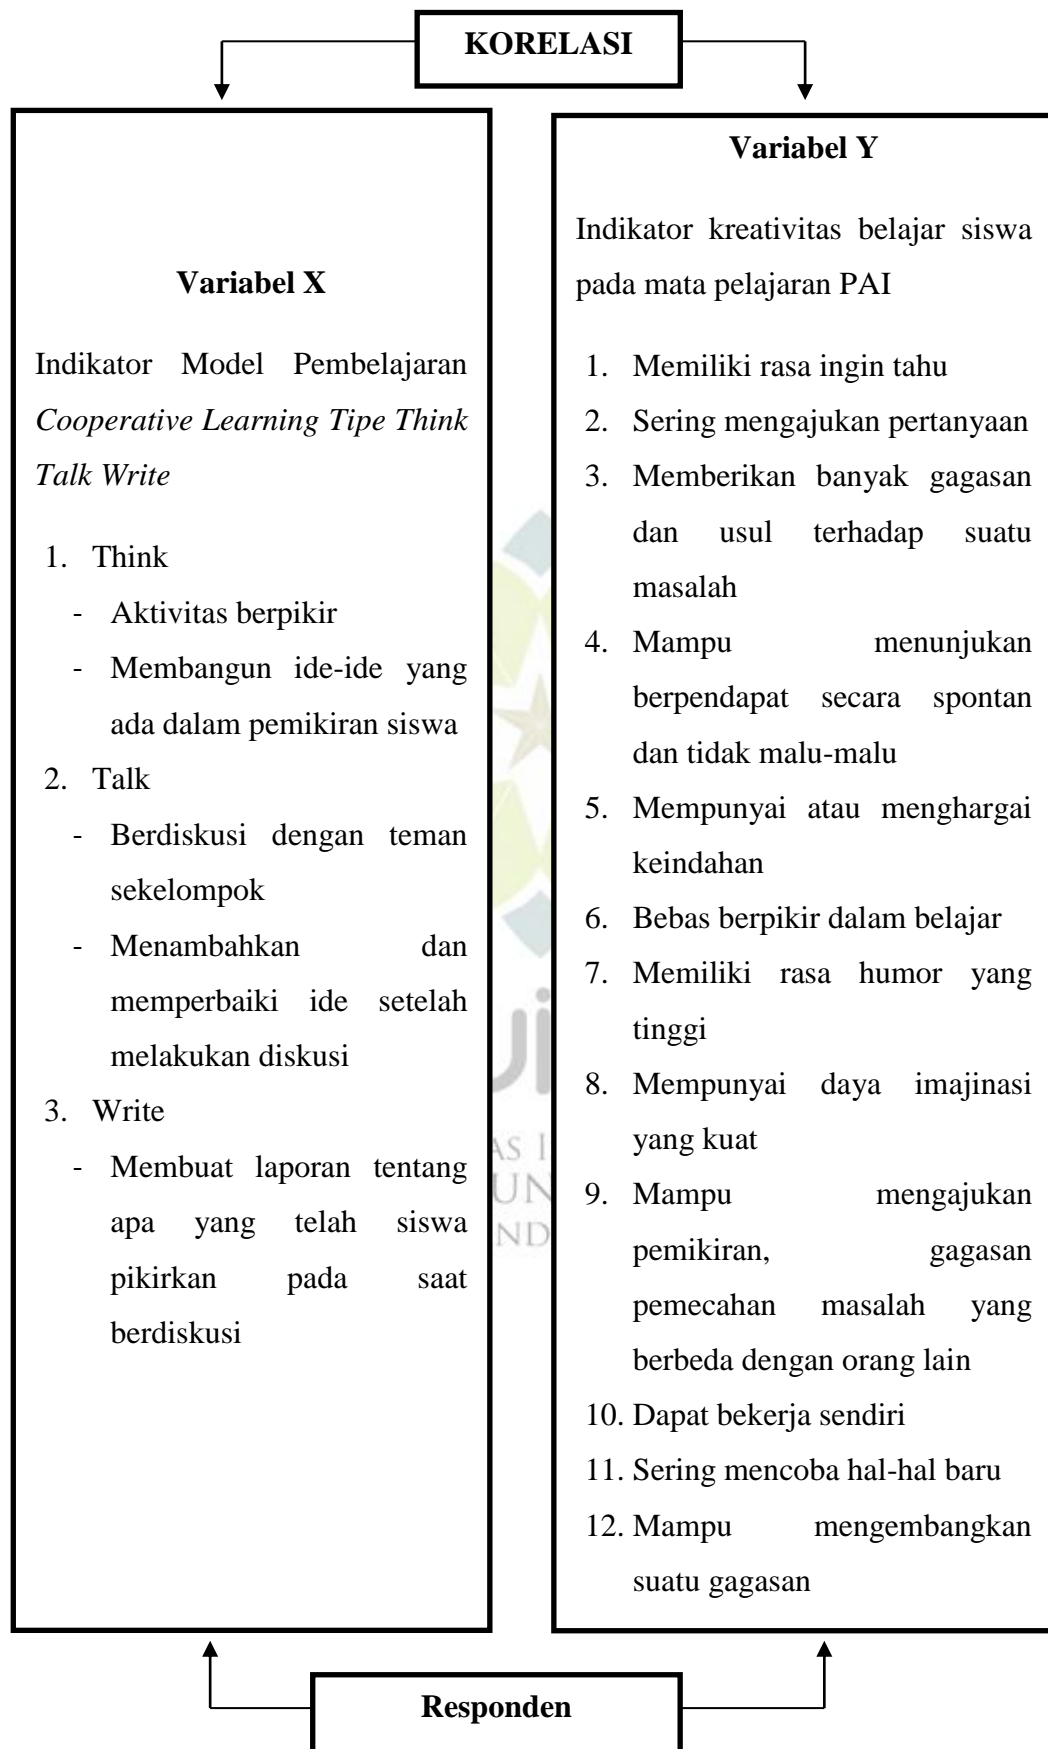 KORELASI
Variabel X
Indikator Model Pembelajaran
Cooperative Learning Tipe Think
Talk Write
1. Think
- Aktivitas berpikir
- Membangun ide-ide yang
ada dalam pemikiran siswa
2. Talk
- Berdiskusi dengan teman
sekelompok
- Menambahkan dan
memperbaiki ide setelah
melakukan diskusi
3. Write
- Membuat laporan tentang
apa yang telah siswa
pikirkan pada saat
berdiskusi
Variabel Y
Indikator kreativitas belajar siswa
pada mata pelajaran PAI
1. Memiliki rasa ingin tahu
2. Sering mengajukan pertanyaan
3. Memberikan banyak gagasan
dan usul terhadap suatu
masalah
4. Mampu menunjukan
berpendapat secara spontan
dan tidak malu-malu
5. Mempunyai atau menghargai
keindahan
6. Bebas berpikir dalam belajar
7. Memiliki rasa humor yang
tinggi
8. Mempunyai daya imajinasi
yang kuat
9. Mampu mengajukan
pemikiran, gagasan
pemecahan masalah yang
berbeda dengan orang lain
10. Dapat bekerja sendiri
11. Sering mencoba hal-hal baru
12. Mampu mengembangkan
suatu gagasan
Responden